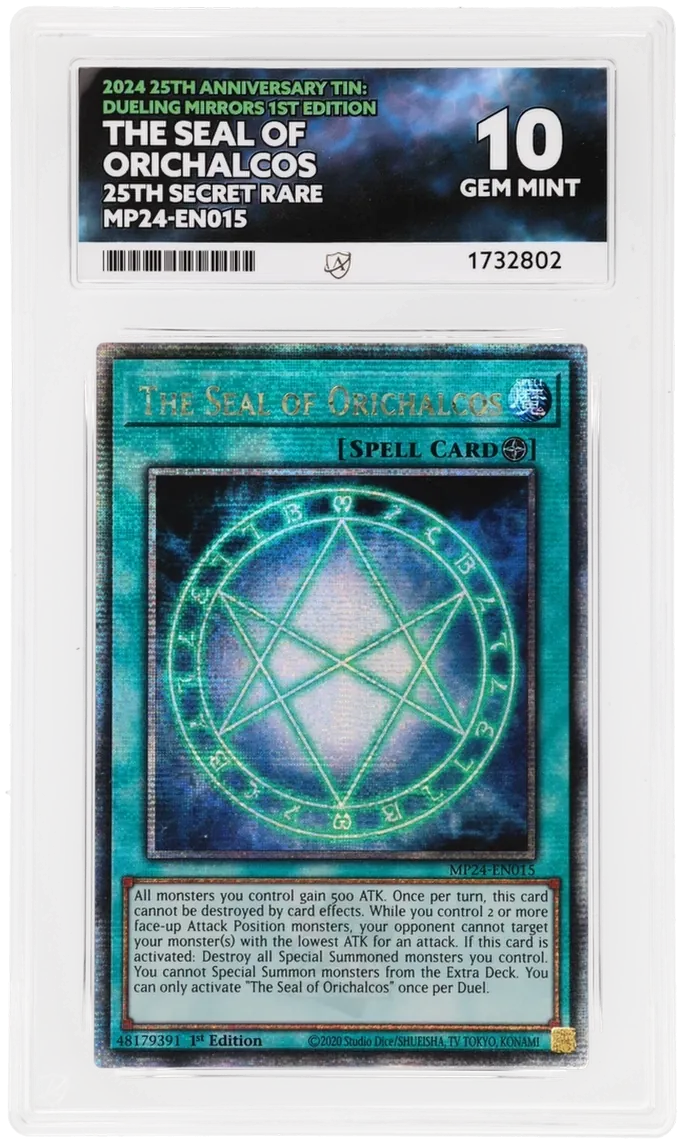 2024 25TH ANNIVERSARY TIN:
DUELING MIRRORS 1ST EDITION
THE SEAL OF
ORICHALCOS
25TH SECRET RARE
MP24-EN015
10
GEM MINT
1732802
THE SEAL OF ORICHALCOS
SPELL
魔
[SPELL CARD]
MP24-EN015
All monsters you control gain 500 ATK. Once per turn, this card
cannot be destroyed by card effects. While you control 2 or more
face-up Attack Position monsters, your opponent cannot target
your monster(s) with the lowest ATK for an attack. If this card is
activated: Destroy all Special Summoned monsters you control.
You cannot Special Summon monsters from the Extra Deck. You
can only activate "The Seal of Orichalcos" once per Duel.
48179391 1st Edition
©2020 Studio Dice/SHUEISHA, TV TOKYO, KONAMI